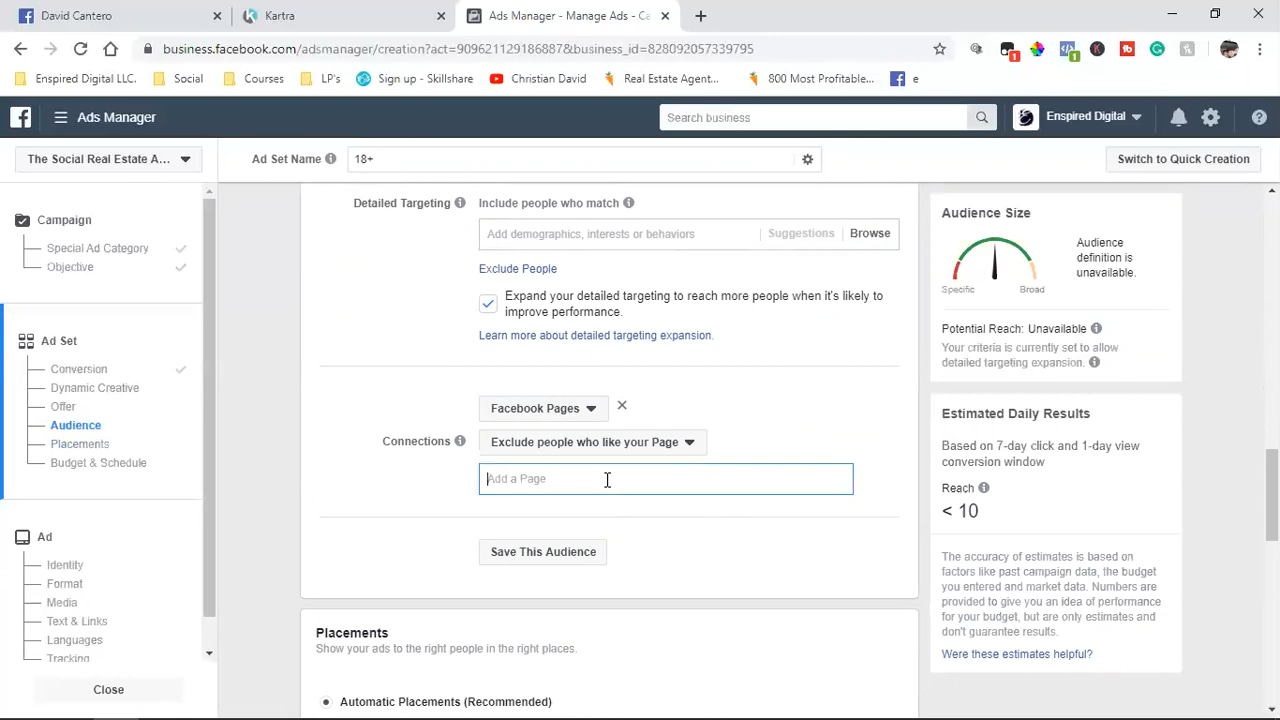 David Cantero
Kartra
Ads Manager - Manage Ads - Ca
business.facebook.com/adsmanager/creation?act=909621129186887&business_id=828092057339795
1
1
Enspired Digital LLC.
Social
Courses
LP's
Sign up - Skillshare
Christian David
Real Estate Agent...
800 Most Profitable...
e
Ads Manager
Search business
Enspired Digital
The Social Real Estate A...
Ad Set Name
18+
Switch to Quick Creation
Campaign
Special Ad Category
Objective
Ad Set
Conversion
Dynamic Creative
Offer
Audience
Placements
Budget & Schedule
Ad
Identity
Format
Media
Text & Links
Languages
Tracking
Close
Detailed Targeting
Include people who match
Add demographics, interests or behaviors
Suggestions
Browse
Exclude People
Expand your detailed targeting to reach more people when it's likely to
improve performance.
Learn more about detailed targeting expansion.
Facebook Pages
Connections
Exclude people who like your Page
Add a Page
Save This Audience
Placements
Show your ads to the right people in the right places.
Automatic Placements (Recommended)
Audience Size
Specific
Broad
Audience
definition is
unavailable.
Potential Reach: Unavailable
Your criteria is currently set to allow
detailed targeting expansion.
Estimated Daily Results
Based on 7-day click and 1-day view
conversion window
Reach
< 10
The accuracy of estimates is based on
factors like past campaign data, the budget
you entered and market data. Numbers are
provided to give you an idea of performance
for your budget, but are only estimates and
don't guarantee results.
Were these estimates helpful?